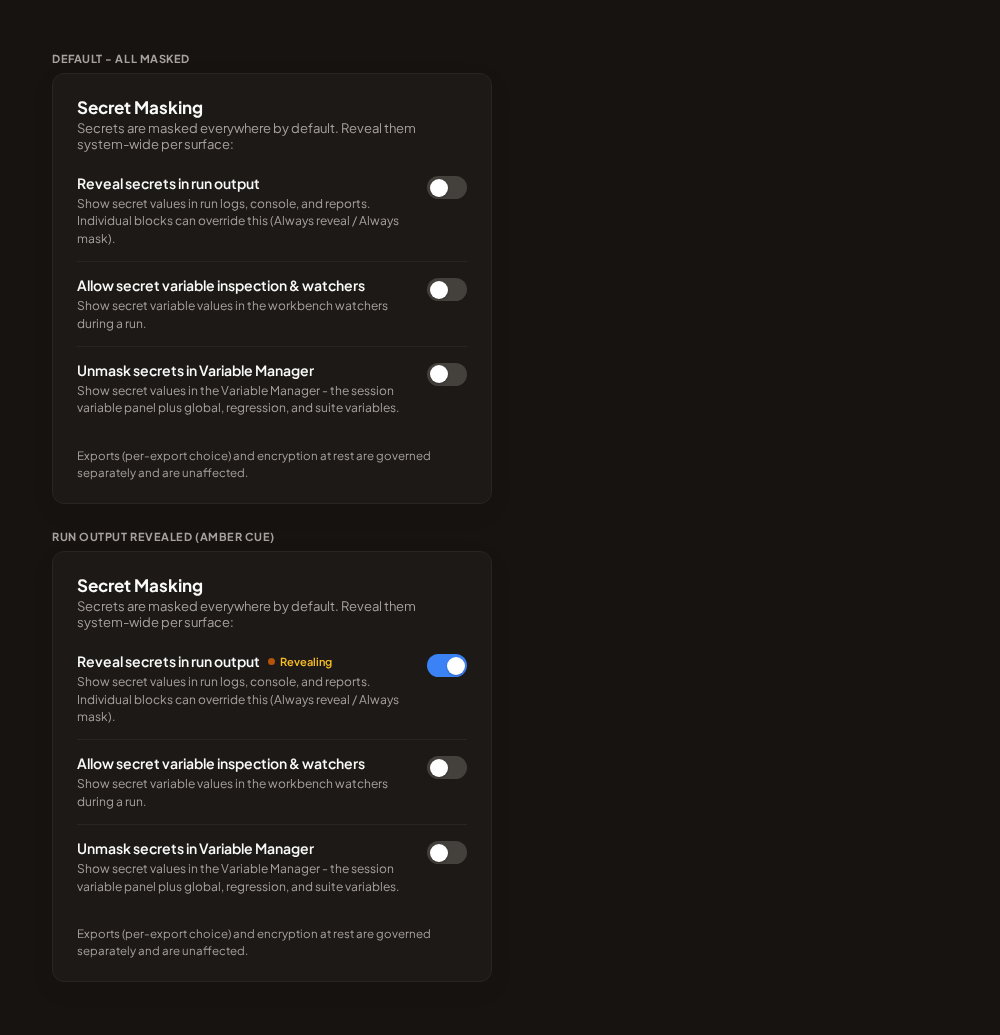 DEFAULT - ALL MASKED
Secret Masking
Secrets are masked everywhere by default. Reveal them
system-wide per surface:
Reveal secrets in run output
Show secret values in run logs, console, and reports.
Individual blocks can override this (Always reveal / Always
mask).
Allow secret variable inspection & watchers
Show secret variable values in the workbench watchers
during a run.
Unmask secrets in Variable Manager
Show secret values in the Variable Manager - the session
variable panel plus global, regression, and suite variables.
Exports (per-export choice) and encryption at rest are governed
separately and are unaffected.
RUN OUTPUT REVEALED (AMBER CUE)
Secret Masking
Secrets are masked everywhere by default. Reveal them
system-wide per surface:
Reveal secrets in run output Revealing
Show secret values in run logs, console, and reports.
Individual blocks can override this (Always reveal / Always
mask).
Allow secret variable inspection & watchers
Show secret variable values in the workbench watchers
during a run.
Unmask secrets in Variable Manager
Show secret values in the Variable Manager - the session
variable panel plus global, regression, and suite variables.
Exports (per-export choice) and encryption at rest are governed
separately and are unaffected.